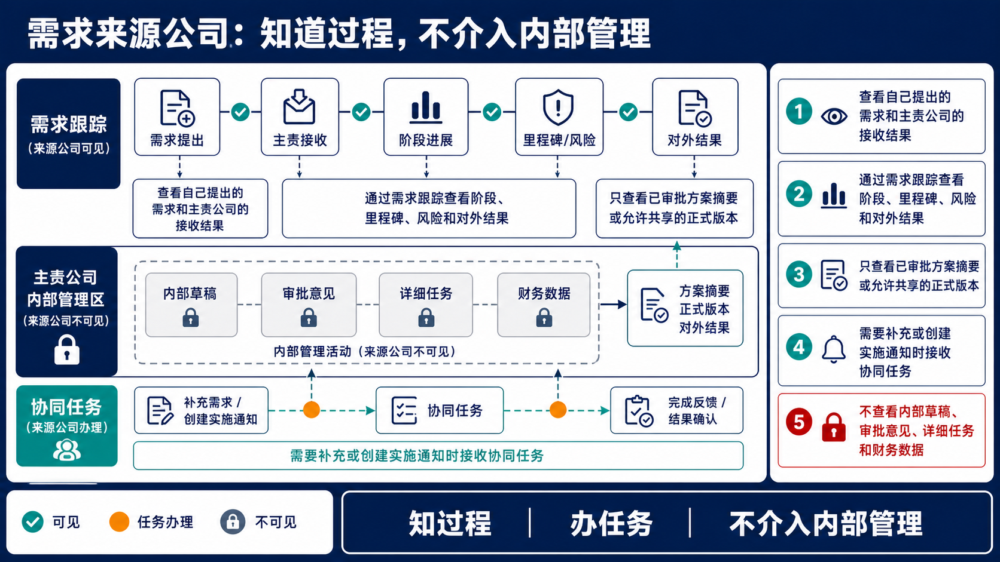 需求来源公司：知道过程，不介入内部管理
需求跟踪
（来源公司可见）
需求提出
主责接收
阶段进展
里程碑/风险
对外结果
查看自己提出的
需求和主责公司的
接收结果
通过需求跟踪查看阶段、
里程碑、风险和对外结果
只查看已审批方案摘要
或允许共享的正式版本
主责公司
内部管理区
（来源公司不可见）
内部草稿
审批意见
详细任务
财务数据
内部管理活动（来源公司不可见）
方案摘要
正式版本
对外结果
协同任务
（来源公司办理）
补充需求 /
创建实施通知
协同任务
完成反馈 /
结果确认
需要补充或创建实施通知时接收协同任务
1
查看自己提出的
需求和主责公司的
接收结果
2
通过需求跟踪查看
阶段、里程碑、风险
和对外结果
3
只查看已审批方案摘要
或允许共享的正式版本
4
需要补充或创建
实施通知时接收
协同任务
5
不查看内部草稿、
审批意见、详细任务
和财务数据
可见
任务办理
不可见
知过程
办任务
不介入内部管理